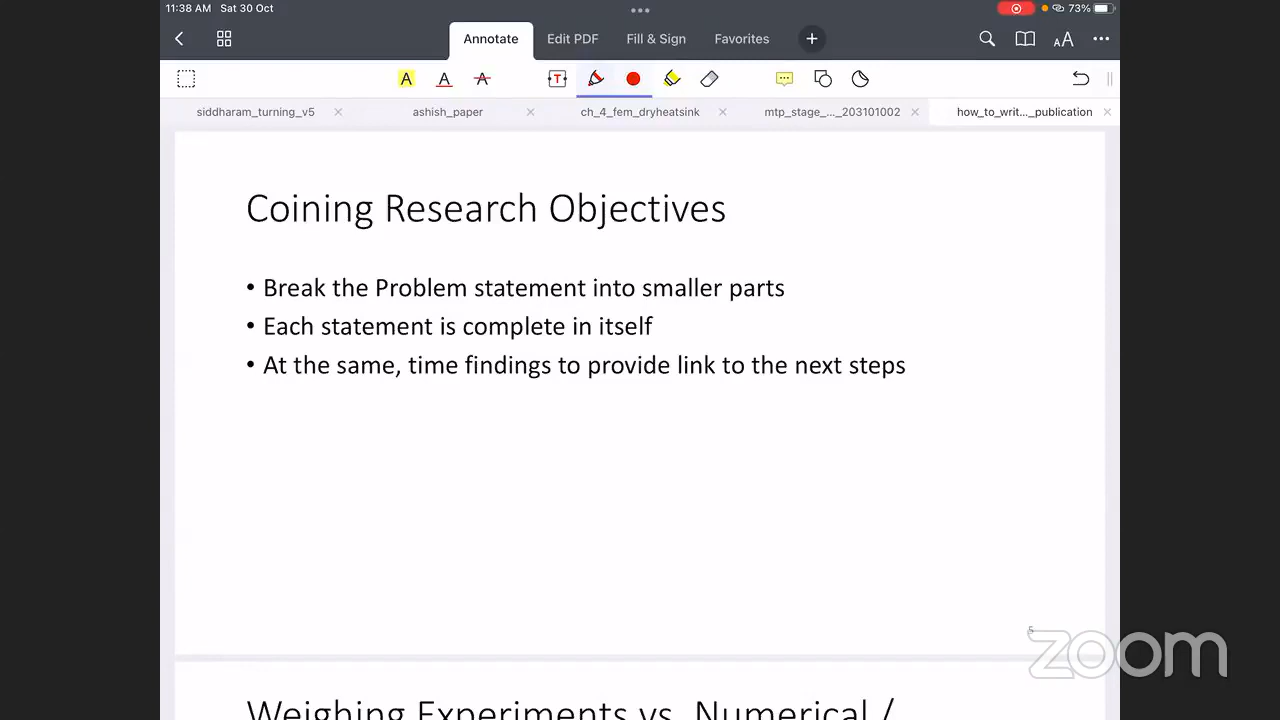 11:38 AM Sat 30 Oct
73%
Annotate Edit PDF Fill & Sign Favorites
AA
A A A T
siddharam_turning_v5 ashish_paper ch_4_fem_dryheatsink mtp_stage_..._203101002 how_to_writ..._publication
Coining Research Objectives
• Break the Problem statement into smaller parts
• Each statement is complete in itself
• At the same, time findings to provide link to the next steps
5
zoom
Weighing Experiments vs. Numerical /